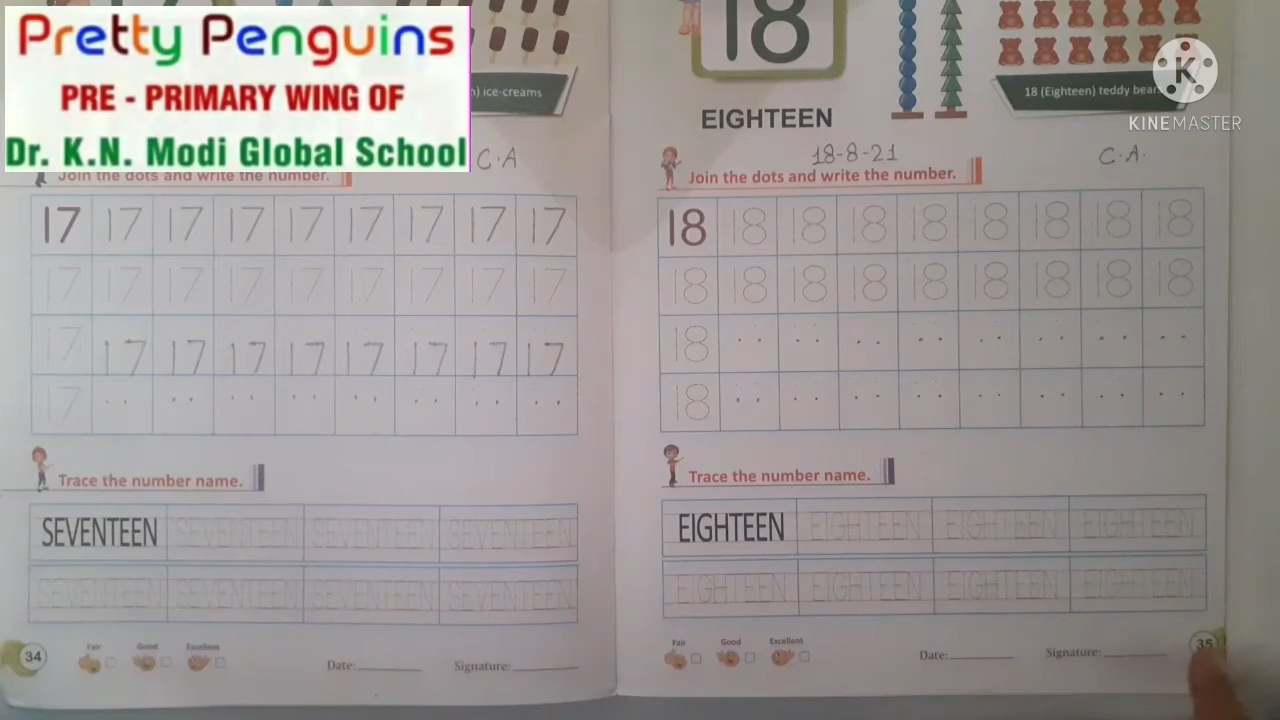 Pretty Penguins
PRE - PRIMARY WING OF
Dr. K.N. Modi Global School
) ice-creams
C.A
Join the dots and write the number.
17 17 17 17 17 17 17 17 17
17 17 17 17 17 17 17 17 17
17 17 17 17 17 17 17 17 17
17
Trace the number name.
SEVENTEEN SEVENTEEN SEVENTEEN SEVENTEEN
SEVENTEEN SEVENTEEN SEVENTEEN SEVENTEEN
34
Fair Good Excellent
Date: Signature:
18
EIGHTEEN
18 (Eighteen) teddy bear
K
KINEMASTER
18-8-21
C.A.
Join the dots and write the number.
18 18 18 18 18 18 18 18 18
18 18 18 18 18 18 18 18 18
18
18
Trace the number name.
EIGHTEEN EIGHTEEN EIGHTEEN EIGHTEEN
EIGHTEEN EIGHTEEN EIGHTEEN EIGHTEEN
Fair Good Excellent
Date: Signature:
35